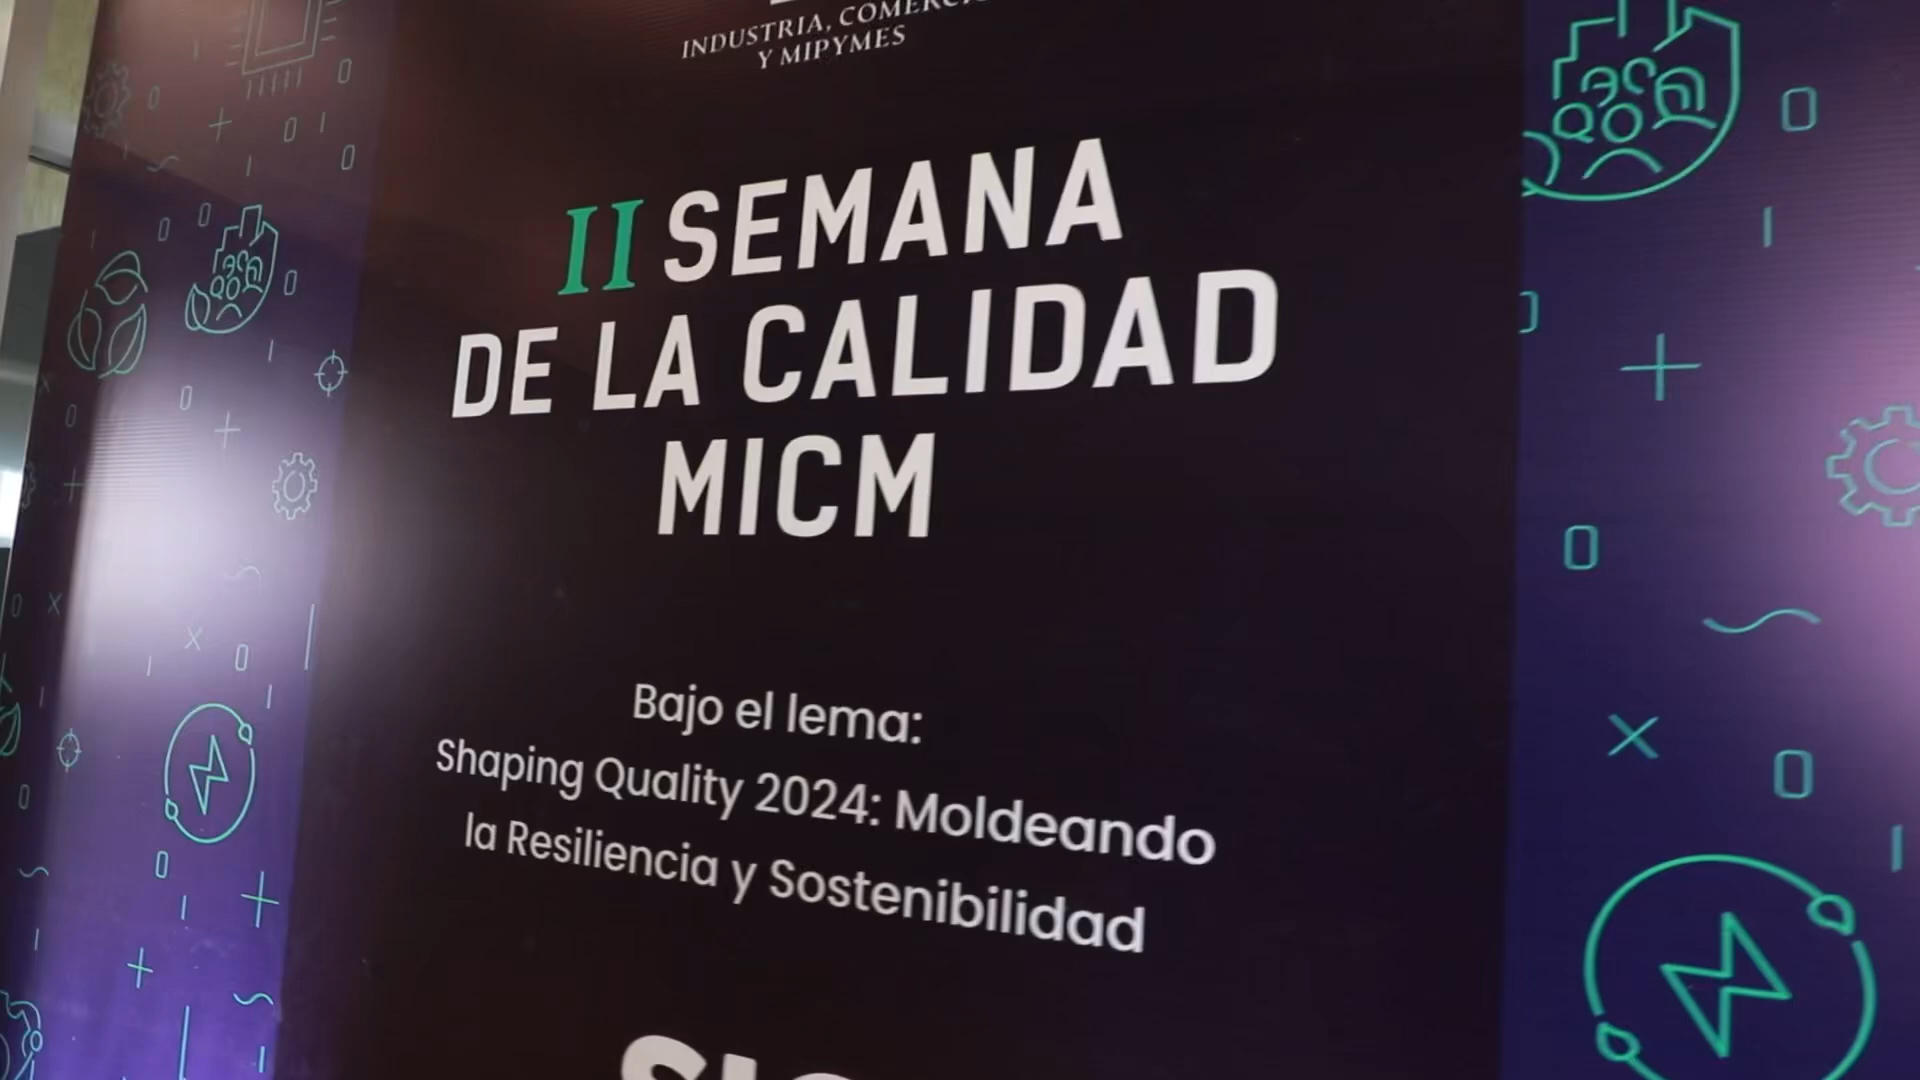 INDUSTRIA, COMERCIO
Y MIPYMES
II SEMANA
DE LA CALIDAD
MICM
Bajo el lema:
Shaping Quality 2024: Moldeando
la Resiliencia y Sostenibilidad